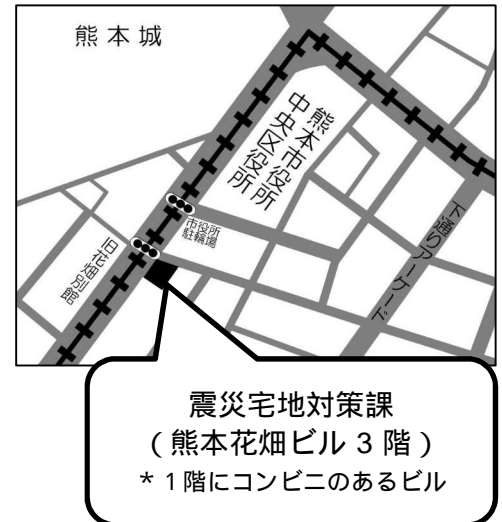 熊本城
熊本市役所
中央区役所
市役所
駐輪場
旧花畑別館
下通りアーケード
震災宅地対策課
（熊本花畑ビル3階）
*1階にコンビニのあるビル